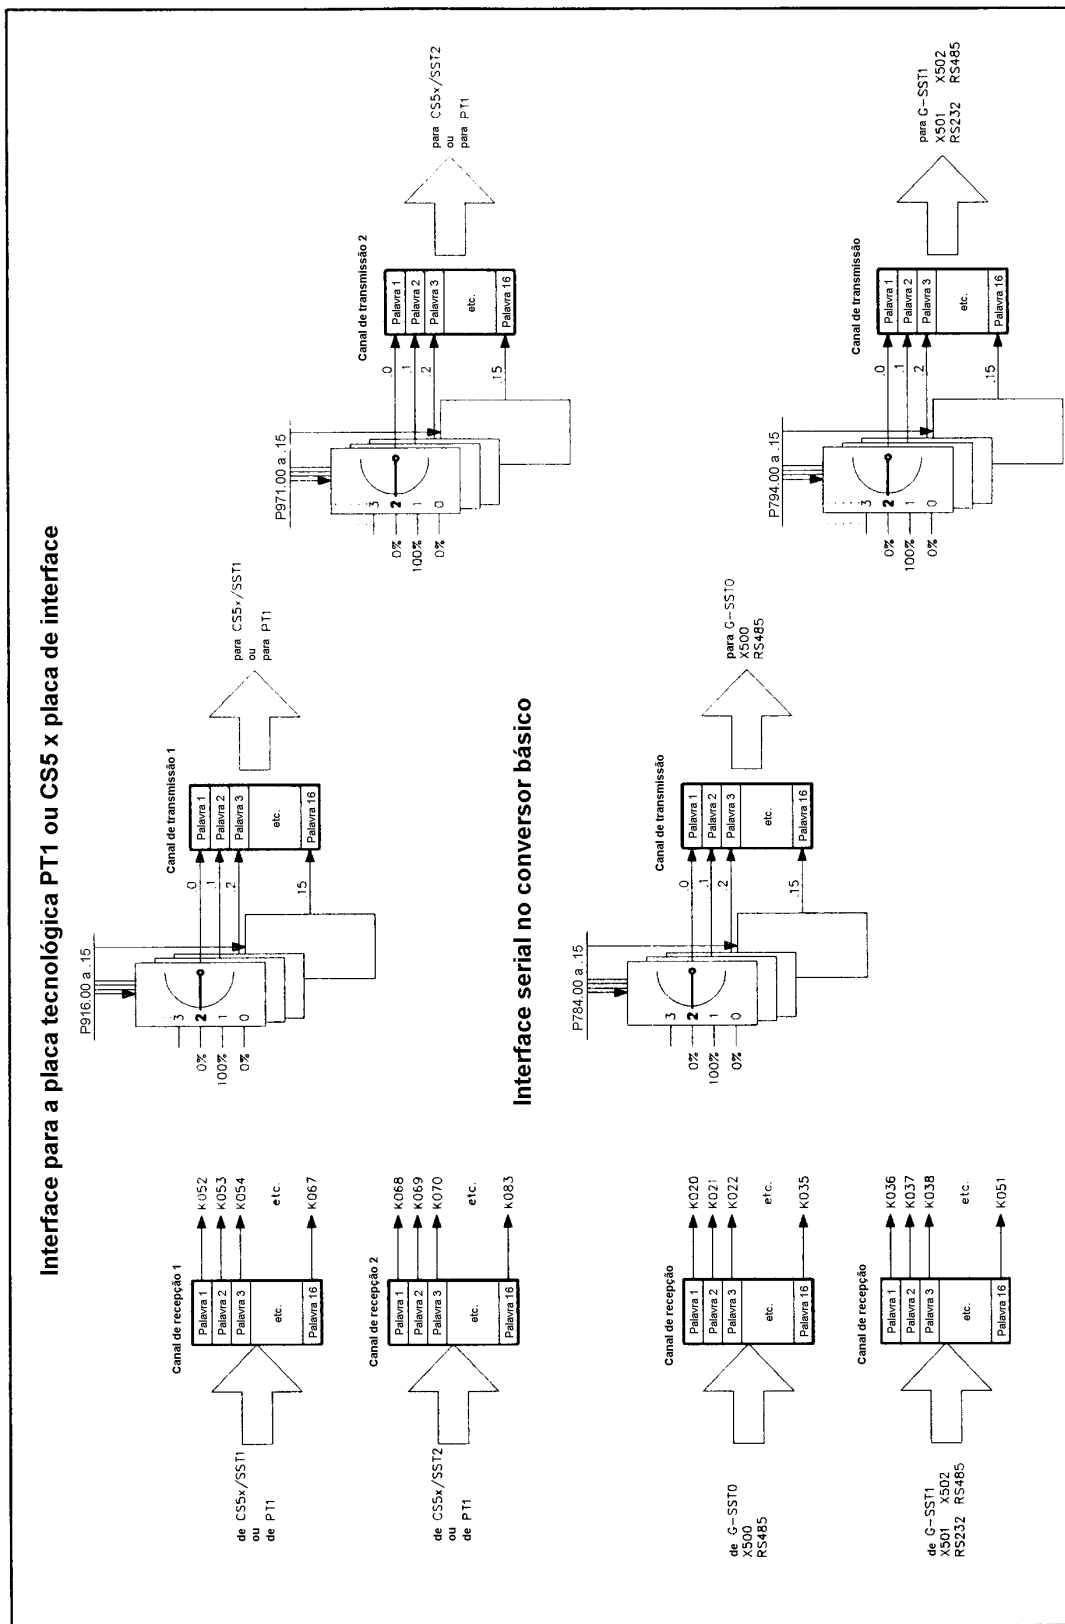 Interface para a placa tecnológica PT1 ou CS5 x placa de interface
de CS5x/SST1
ou
de PT1
Canal de recepção 1
Palavra 1
Palavra 2
Palavra 3
etc.
Palavra 16
K052
K053
K054
etc.
K067
P916.00 a .15
3
2
1
0
0%
100%
0%
.0
.1
.2
.15
Canal de transmissão 1
Palavra 1
Palavra 2
Palavra 3
etc.
Palavra 16
para CS5x/SST1
ou
para PT1
de CS5x/SST2
ou
de PT1
Canal de recepção 2
Palavra 1
Palavra 2
Palavra 3
etc.
Palavra 16
K068
K069
K070
etc.
K083
P971.00 a .15
3
2
1
0
0%
100%
0%
.0
.1
.2
.15
Canal de transmissão 2
Palavra 1
Palavra 2
Palavra 3
etc.
Palavra 16
para CS5x/SST2
ou
para PT1
Interface serial no conversor básico
de G-SST0
X500
RS485
Canal de recepção
Palavra 1
Palavra 2
Palavra 3
etc.
Palavra 16
K020
K021
K022
etc.
K035
P784.00 a .15
3
2
1
0
0%
100%
0%
.0
.1
.2
.15
Canal de transmissão
Palavra 1
Palavra 2
Palavra 3
etc.
Palavra 16
para G-SST0
X500
RS485
de G-SST1
X501 X502
RS232 RS485
Canal de recepção
Palavra 1
Palavra 2
Palavra 3
etc.
Palavra 16
K036
K037
K038
etc.
K051
P794.00 a .15
3
2
1
0
0%
100%
0%
.0
.1
.2
.15
Canal de transmissão
Palavra 1
Palavra 2
Palavra 3
etc.
Palavra 16
para G-SST1
X501 X502
RS232 RS485